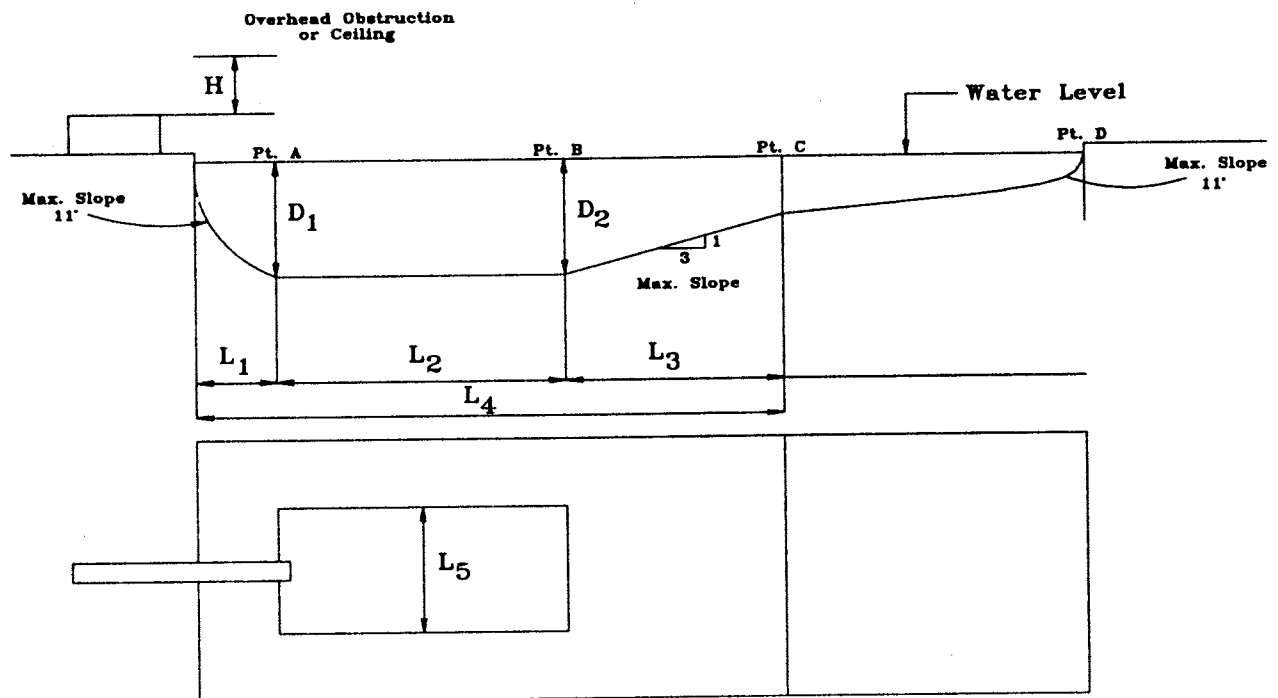 Overhead Obstruction
or Ceiling
H
Water Level
Pt. A
Pt. B
Pt. C
Pt. D
Max. Slope
11°
D1
D2
1
3
Max. Slope
Max. Slope
11°
L1
L2
L3
L4
L5